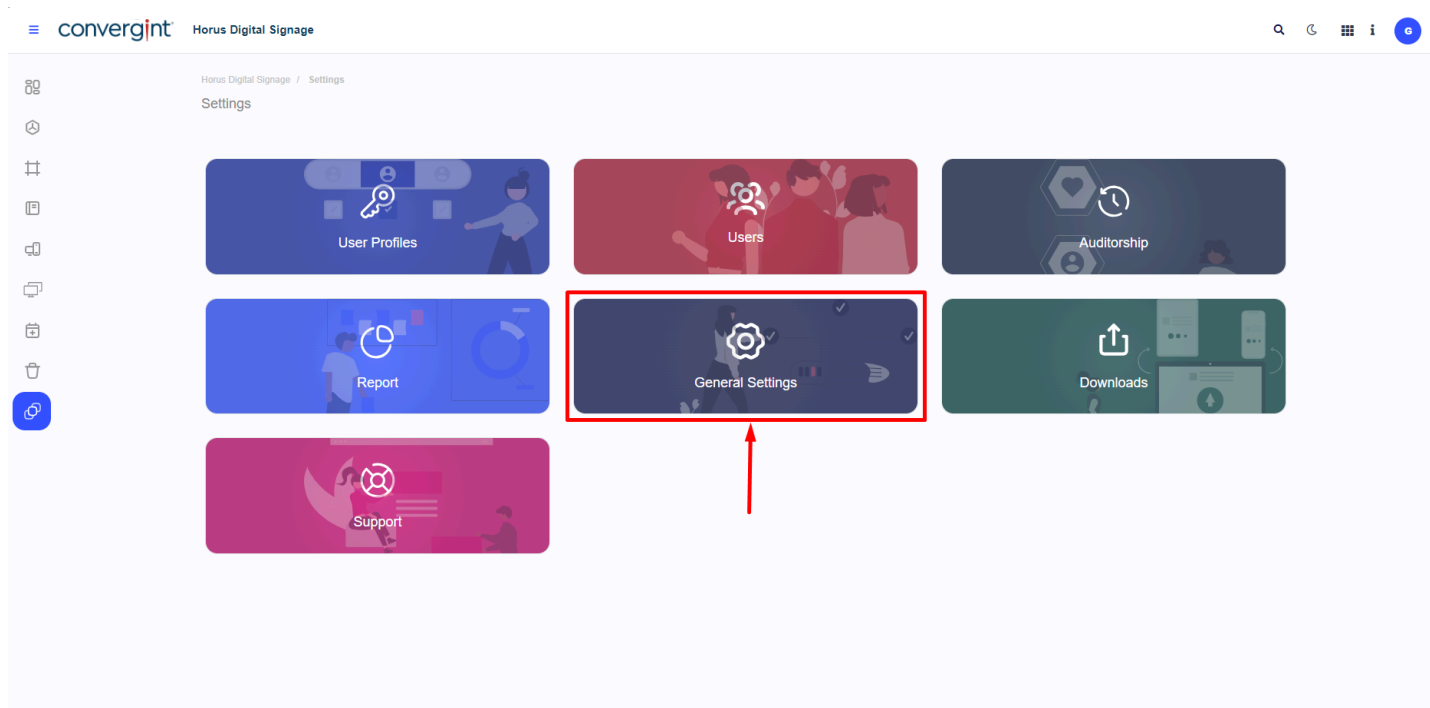 convergint Horus Digital Signage
i G
Horus Digital Signage / Settings
Settings
User Profiles
Users
Auditorship
Report
General Settings
Downloads
Support